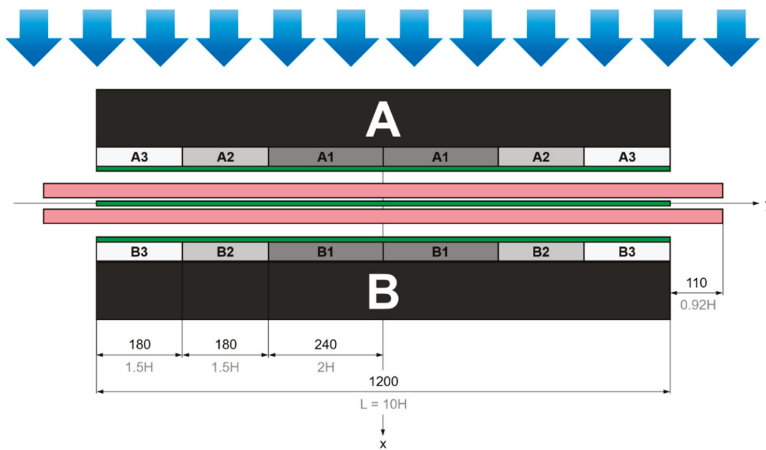 A
A3 A2 A1 A1 A2 A3
B3 B2 B1 B1 B2 B3
B
110
0.92H
180 180 240
1.5H 1.5H 2H
1200
L = 10H
x